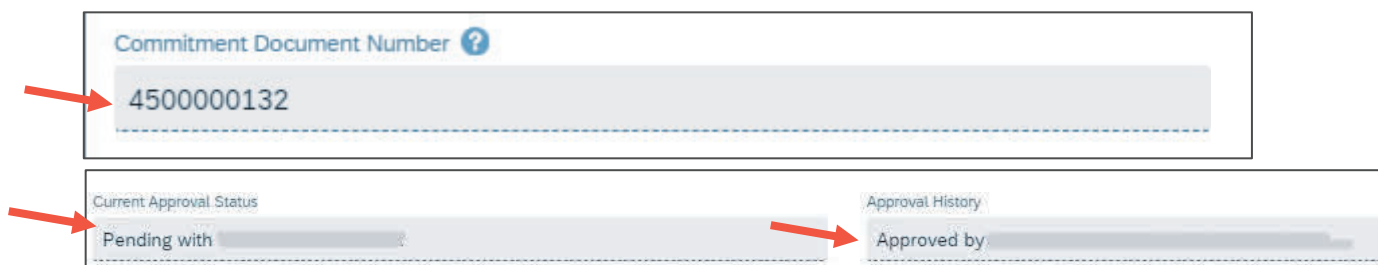 Commitment Document Number ?
4500000132
Current Approval Status
Approval History
Pending with
Approved by